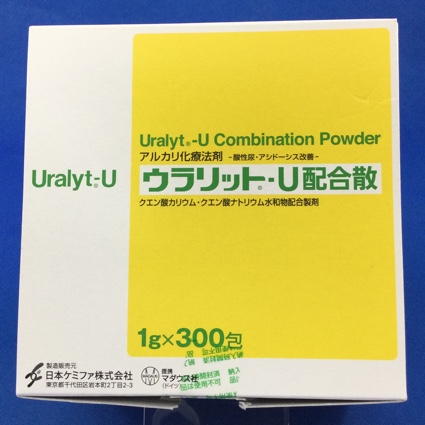 Uralyt®-U Combination Powder
アルカリ化療法剤 -酸性尿・アシドーシス改善-
Uralyt®-U
ウラリット®-U配合散
クエン酸カリウム・クエン酸ナトリウム水和物配合製剤
1g×300包
製造販売元
日本ケミファ株式会社
東京都千代田区岩本町2丁目2-3
提携
マダウス社
(ドイツ)